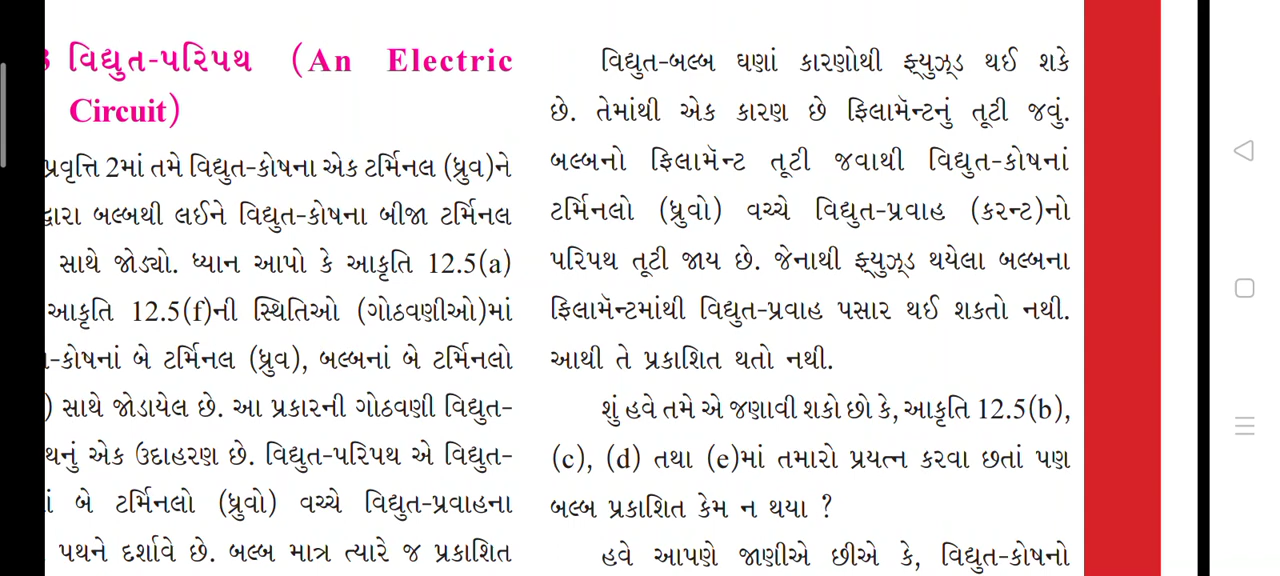 વિદ્યુત-પરિપથ (An Electric
Circuit)
પ્રવૃત્તિ 2માં તમે વિદ્યુત-કોષના એક ટર્મિનલ (ધ્રુવ)ને
દ્વારા બલ્બથી લઈને વિદ્યુત-કોષના બીજા ટર્મિનલ
સાથે જોડ્યો. ધ્યાન આપો કે આકૃતિ 12.5(a)
આકૃતિ 12.5(f)ની સ્થિતિઓ (ગોઠવણીઓ)માં
-કોષનાં બે ટર્મિનલ (ધ્રુવ), બલ્બનાં બે ટર્મિનલો
) સાથે જોડાયેલ છે. આ પ્રકારની ગોઠવણી વિદ્યુત-
થનું એક ઉદાહરણ છે. વિદ્યુત-પરિપથ એ વિદ્યુત-
બે ટર્મિનલો (ધ્રુવો) વચ્ચે વિદ્યુત-પ્રવાહના
પથને દર્શાવે છે. બલ્બ માત્ર ત્યારે જ પ્રકાશિત
વિદ્યુત-બલ્બ ઘણાં કારણોથી ફ્યુઝ્ડ થઈ શકે
છે. તેમાંથી એક કારણ છે ફિલામૅન્ટનું તૂટી જવું.
બલ્બનો ફિલામૅન્ટ તૂટી જવાથી વિદ્યુત-કોષનાં
ટર્મિનલો (ધ્રુવો) વચ્ચે વિદ્યુત-પ્રવાહ (કરન્ટ)નો
પરિપથ તૂટી જાય છે. જેનાથી ફ્યુઝ્ડ થયેલા બલ્બના
ફિલામૅન્ટમાંથી વિદ્યુત-પ્રવાહ પસાર થઈ શકતો નથી.
આથી તે પ્રકાશિત થતો નથી.
શું હવે તમે એ જણાવી શકો છો કે, આકૃતિ 12.5(b),
(c), (d) તથા (e)માં તમારો પ્રયત્ન કરવા છતાં પણ
બલ્બ પ્રકાશિત કેમ ન થયા ?
હવે આપણે જાણીએ છીએ કે, વિદ્યુત-કોષનો